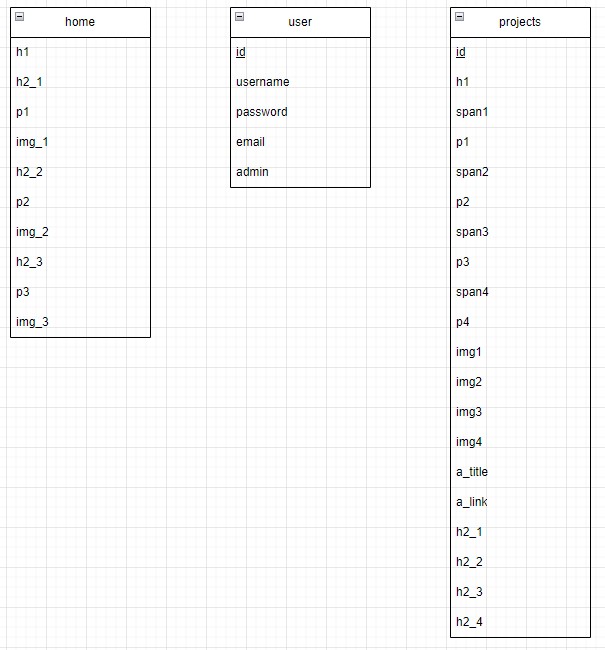 home
h1
h2_1
p1
img_1
h2_2
p2
img_2
h2_3
p3
img_3
user
id
username
password
email
admin
projects
id
h1
span1
p1
span2
p2
span3
p3
span4
p4
img1
img2
img3
img4
a_title
a_link
h2_1
h2_2
h2_3
h2_4